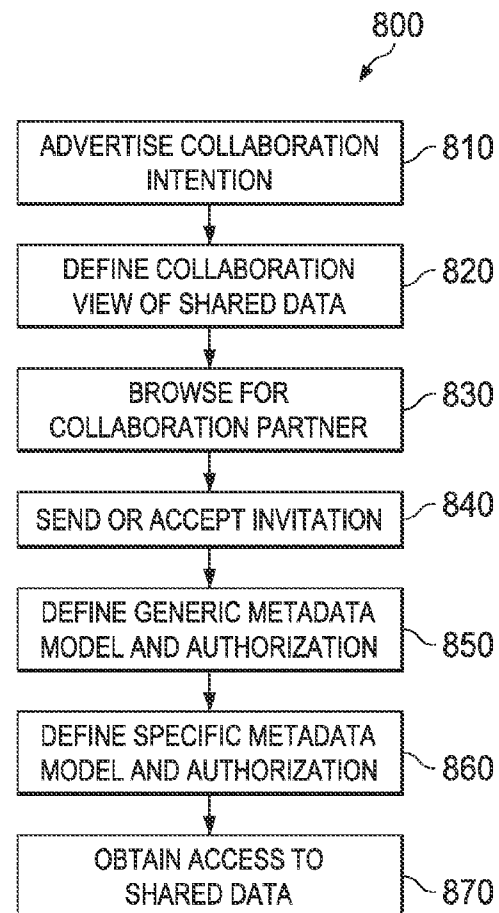 800
ADVERTISE COLLABORATION
INTENTION
810
DEFINE COLLABORATION
VIEW OF SHARED DATA
820
BROWSE FOR
COLLABORATION PARTNER
830
SEND OR ACCEPT INVITATION
840
DEFINE GENERIC METADATA
MODEL AND AUTHORIZATION
850
DEFINE SPECIFIC METADATA
MODEL AND AUTHORIZATION
860
OBTAIN ACCESS TO
SHARED DATA
870